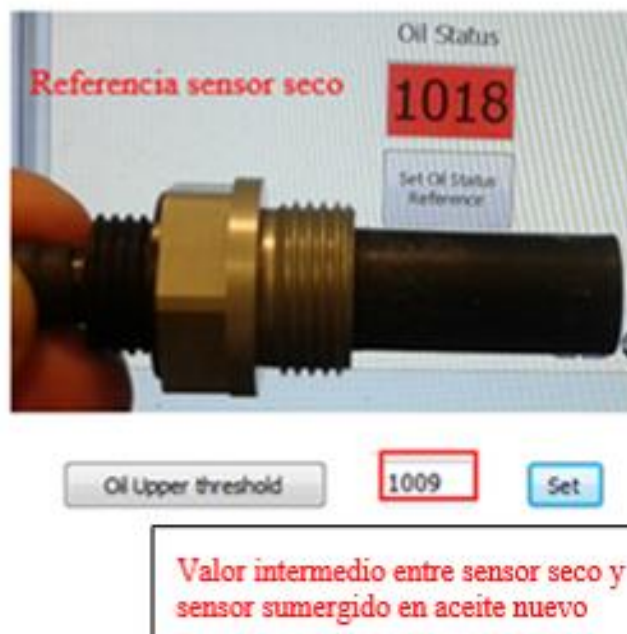 Oil Status
Referencia sensor seco
1018
Set Oil Status
Reference
Oil Upper threshold
1009
Set
Valor intermedio entre sensor seco y
sensor sumergido en aceite nuevo